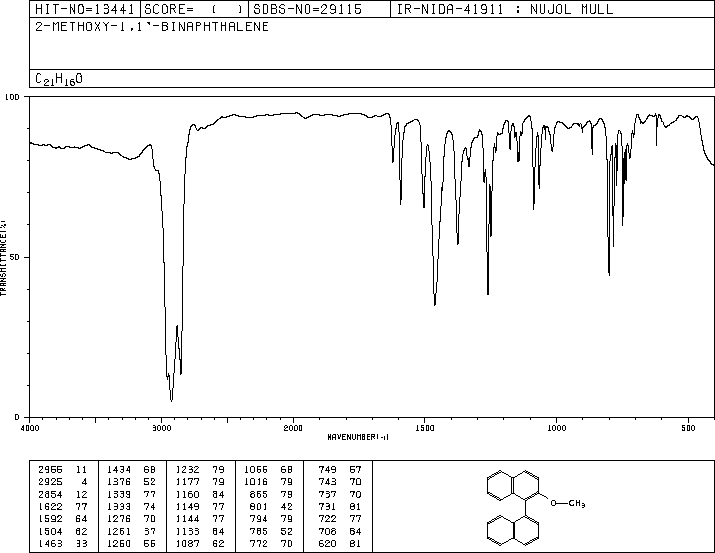 HIT-NO=13441 SCORE= ( ) SDBS-NO=29115 IR-NIDA-41911 : NUJOL MULL
2-METHOXY-1,1'-BINAPHTHALENE
C21H16O
100
50
0
TRANSMITTANCE(%)
4000 3000 2000 1500 1000 500
WAVENUMBER(-1)
2955 11 1434 68 1232 79 1066 68 749 57
2925 4 1376 52 1177 79 1016 79 743 70
2854 12 1339 77 1160 84 865 79 737 70
1622 77 1333 74 1149 77 801 42 731 81
1592 64 1276 70 1144 77 794 79 722 77
1504 62 1261 37 1133 84 785 52 708 84
1463 33 1250 55 1087 62 772 70 620 81
O—CH3